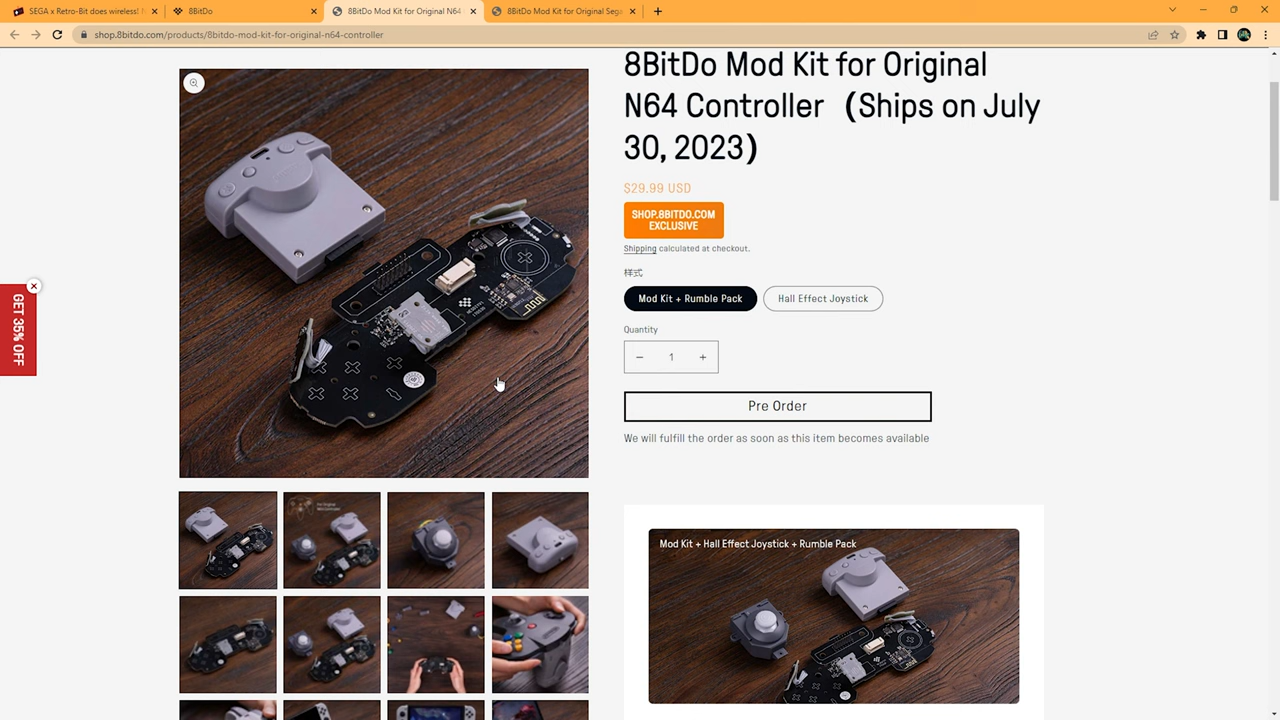 SEGA x Retro-Bit does wireless!
8BitDo
8BitDo Mod Kit for Original N64
8BitDo Mod Kit for Original Sega
shop.8bitdo.com/products/8bitdo-mod-kit-for-original-n64-controller
8BitDo Mod Kit for Original
N64 Controller（Ships on July
30, 2023)
$29.99 USD
SHOP.8BITDO.COM
EXCLUSIVE
Shipping calculated at checkout.
样式
Mod Kit + Rumble Pack
Hall Effect Joystick
Quantity
1
Pre Order
We will fulfill the order as soon as this item becomes available
GET 35% OFF
Mod Kit + Hall Effect Joystick + Rumble Pack